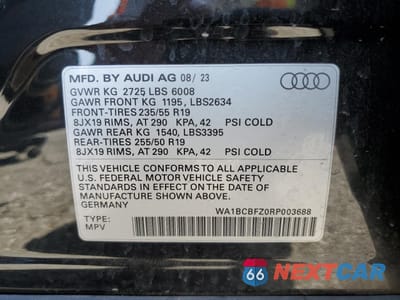 MFD. BY AUDI AG 08/23
GVWR KG 2725 LBS 6008
GAWR FRONT KG 1195, LBS2634
FRONT-TIRES 235/55 R19
8JX19 RIMS, AT 290 KPA, 42 PSI COLD
GAWR REAR KG 1540, LBS3395
REAR-TIRES 255/50 R19
8JX19 RIMS, AT 290 KPA, 42 PSI COLD
THIS VEHICLE CONFORMS TO ALL APPLICABLE
U.S. FEDERAL MOTOR VEHICLE SAFETY
STANDARDS IN EFFECT ON THE DATE OF
MANUFACTURE SHOWN ABOVE.
WA1BCBFZ0RP003688
TYPE:
MPV
66 NEXTCAR